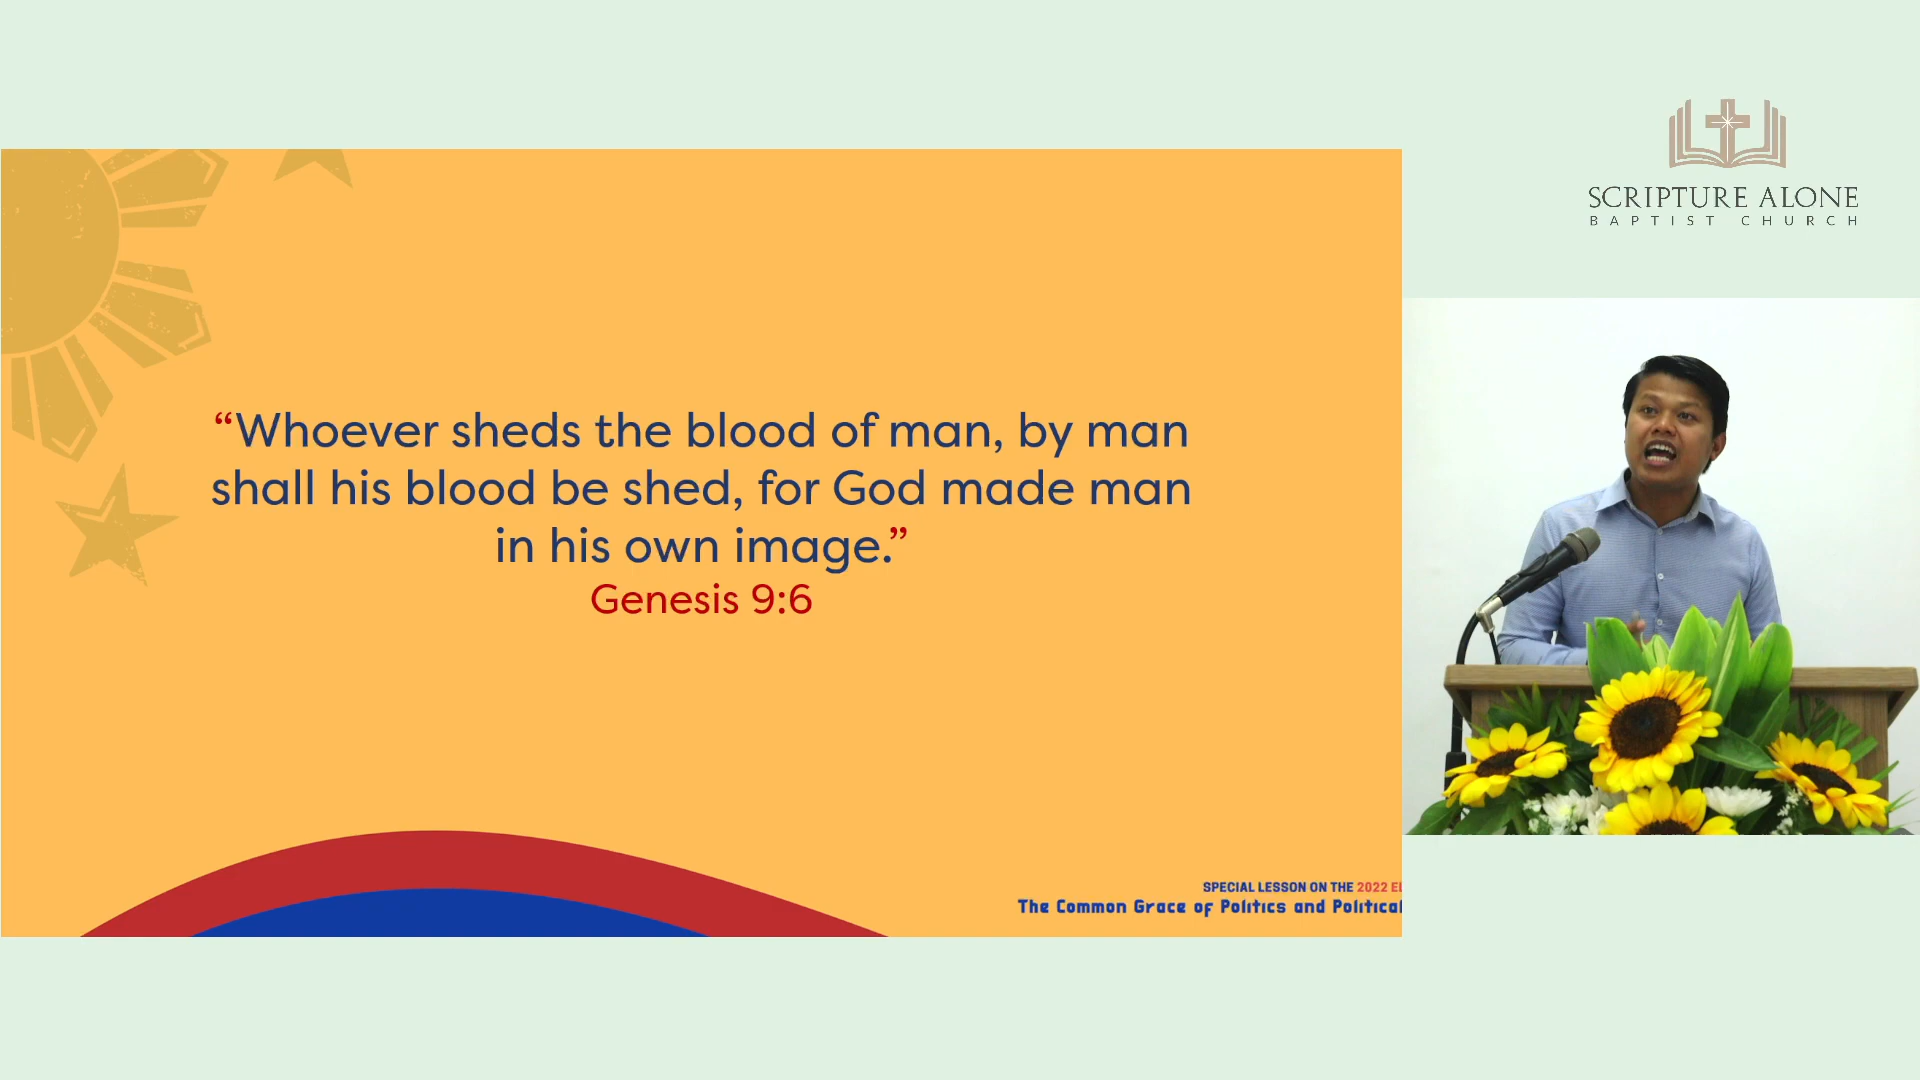 SCRIPTURE ALONE
BAPTIST CHURCH
“Whoever sheds the blood of man, by man
shall his blood be shed, for God made man
in his own image.”
Genesis 9:6
SPECIAL LESSON ON THE 2022
The Common Grace of Politics and Political